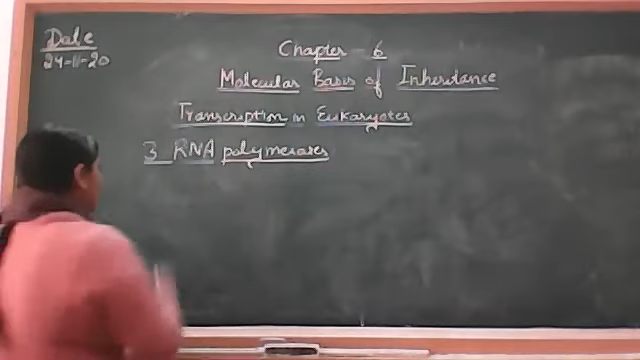 Date
24-11-20
Chapter - 6
Molecular Basis of Inheritance
Transcription in Eukaryotes
3 RNA polymerases